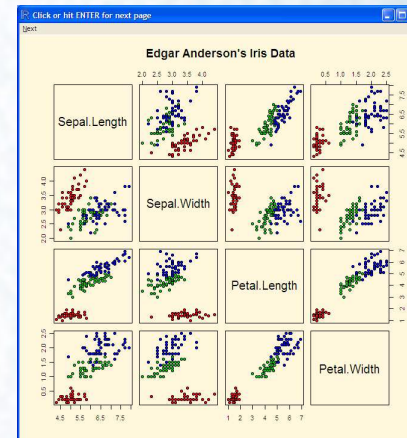 Click or hit ENTER for next page
Next
Edgar Anderson's Iris Data
2.0 3.0 4.0
0.5 1.0 1.5 2.0 2.5
Sepal.Length
4.5 5.5 6.5 7.5
2.0 2.5 3.0 3.5 4.0
Sepal.Width
Petal.Length
1 2 3 4 5 6 7
0.5 1.0 1.5 2.0 2.5
Petal.Width
4.5 5.5 6.5 7.5
1 2 3 4 5 6 7